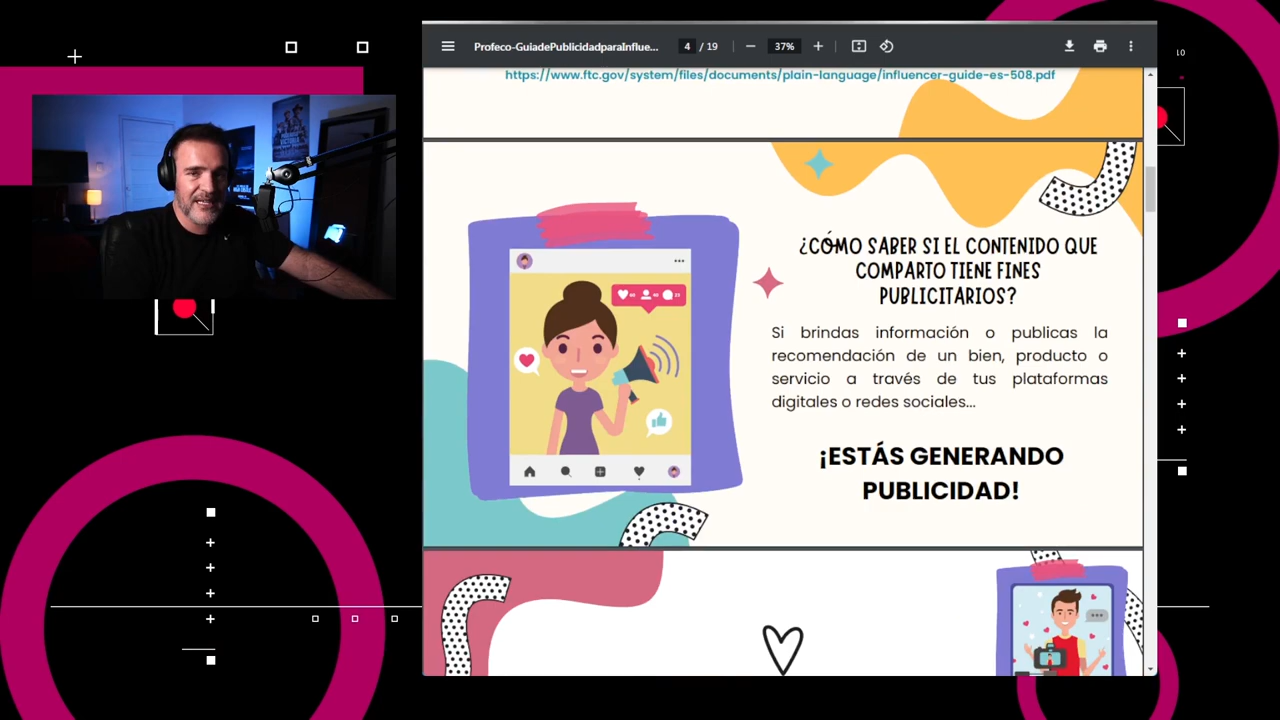 Profeco-GuiadePublicidadparaInflue...
4 / 19
37%
https://www.ftc.gov/system/files/documents/plain-language/influencer-guide-es-508.pdf
¿CÓMO SABER SI EL CONTENIDO QUE
COMPARTO TIENE FINES
PUBLICITARIOS?
Si brindas información o publicas la
recomendación de un bien, producto o
servicio a través de tus plataformas
digitales o redes sociales...
¡ESTÁS GENERANDO
PUBLICIDAD!